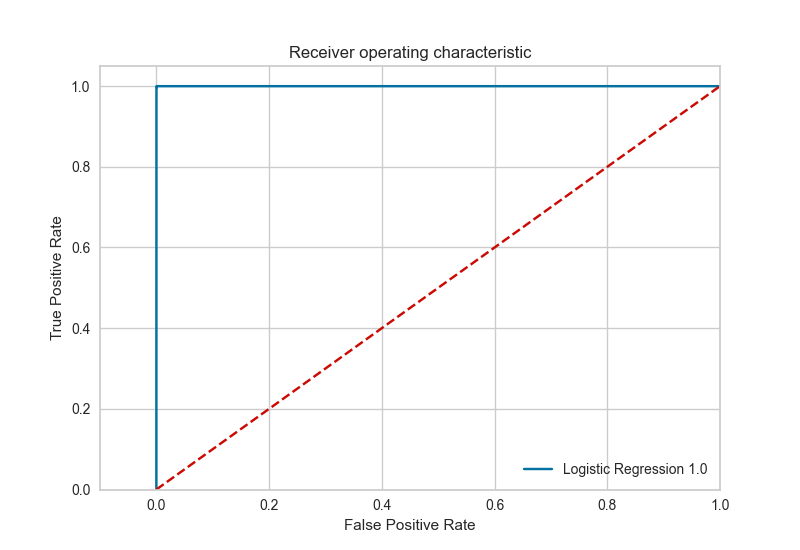 Receiver operating characteristic
1.0
0.8
0.6
0.4
0.2
0.0
True Positive Rate
Logistic Regression 1.0
0.0 0.2 0.4 0.6 0.8 1.0
False Positive Rate